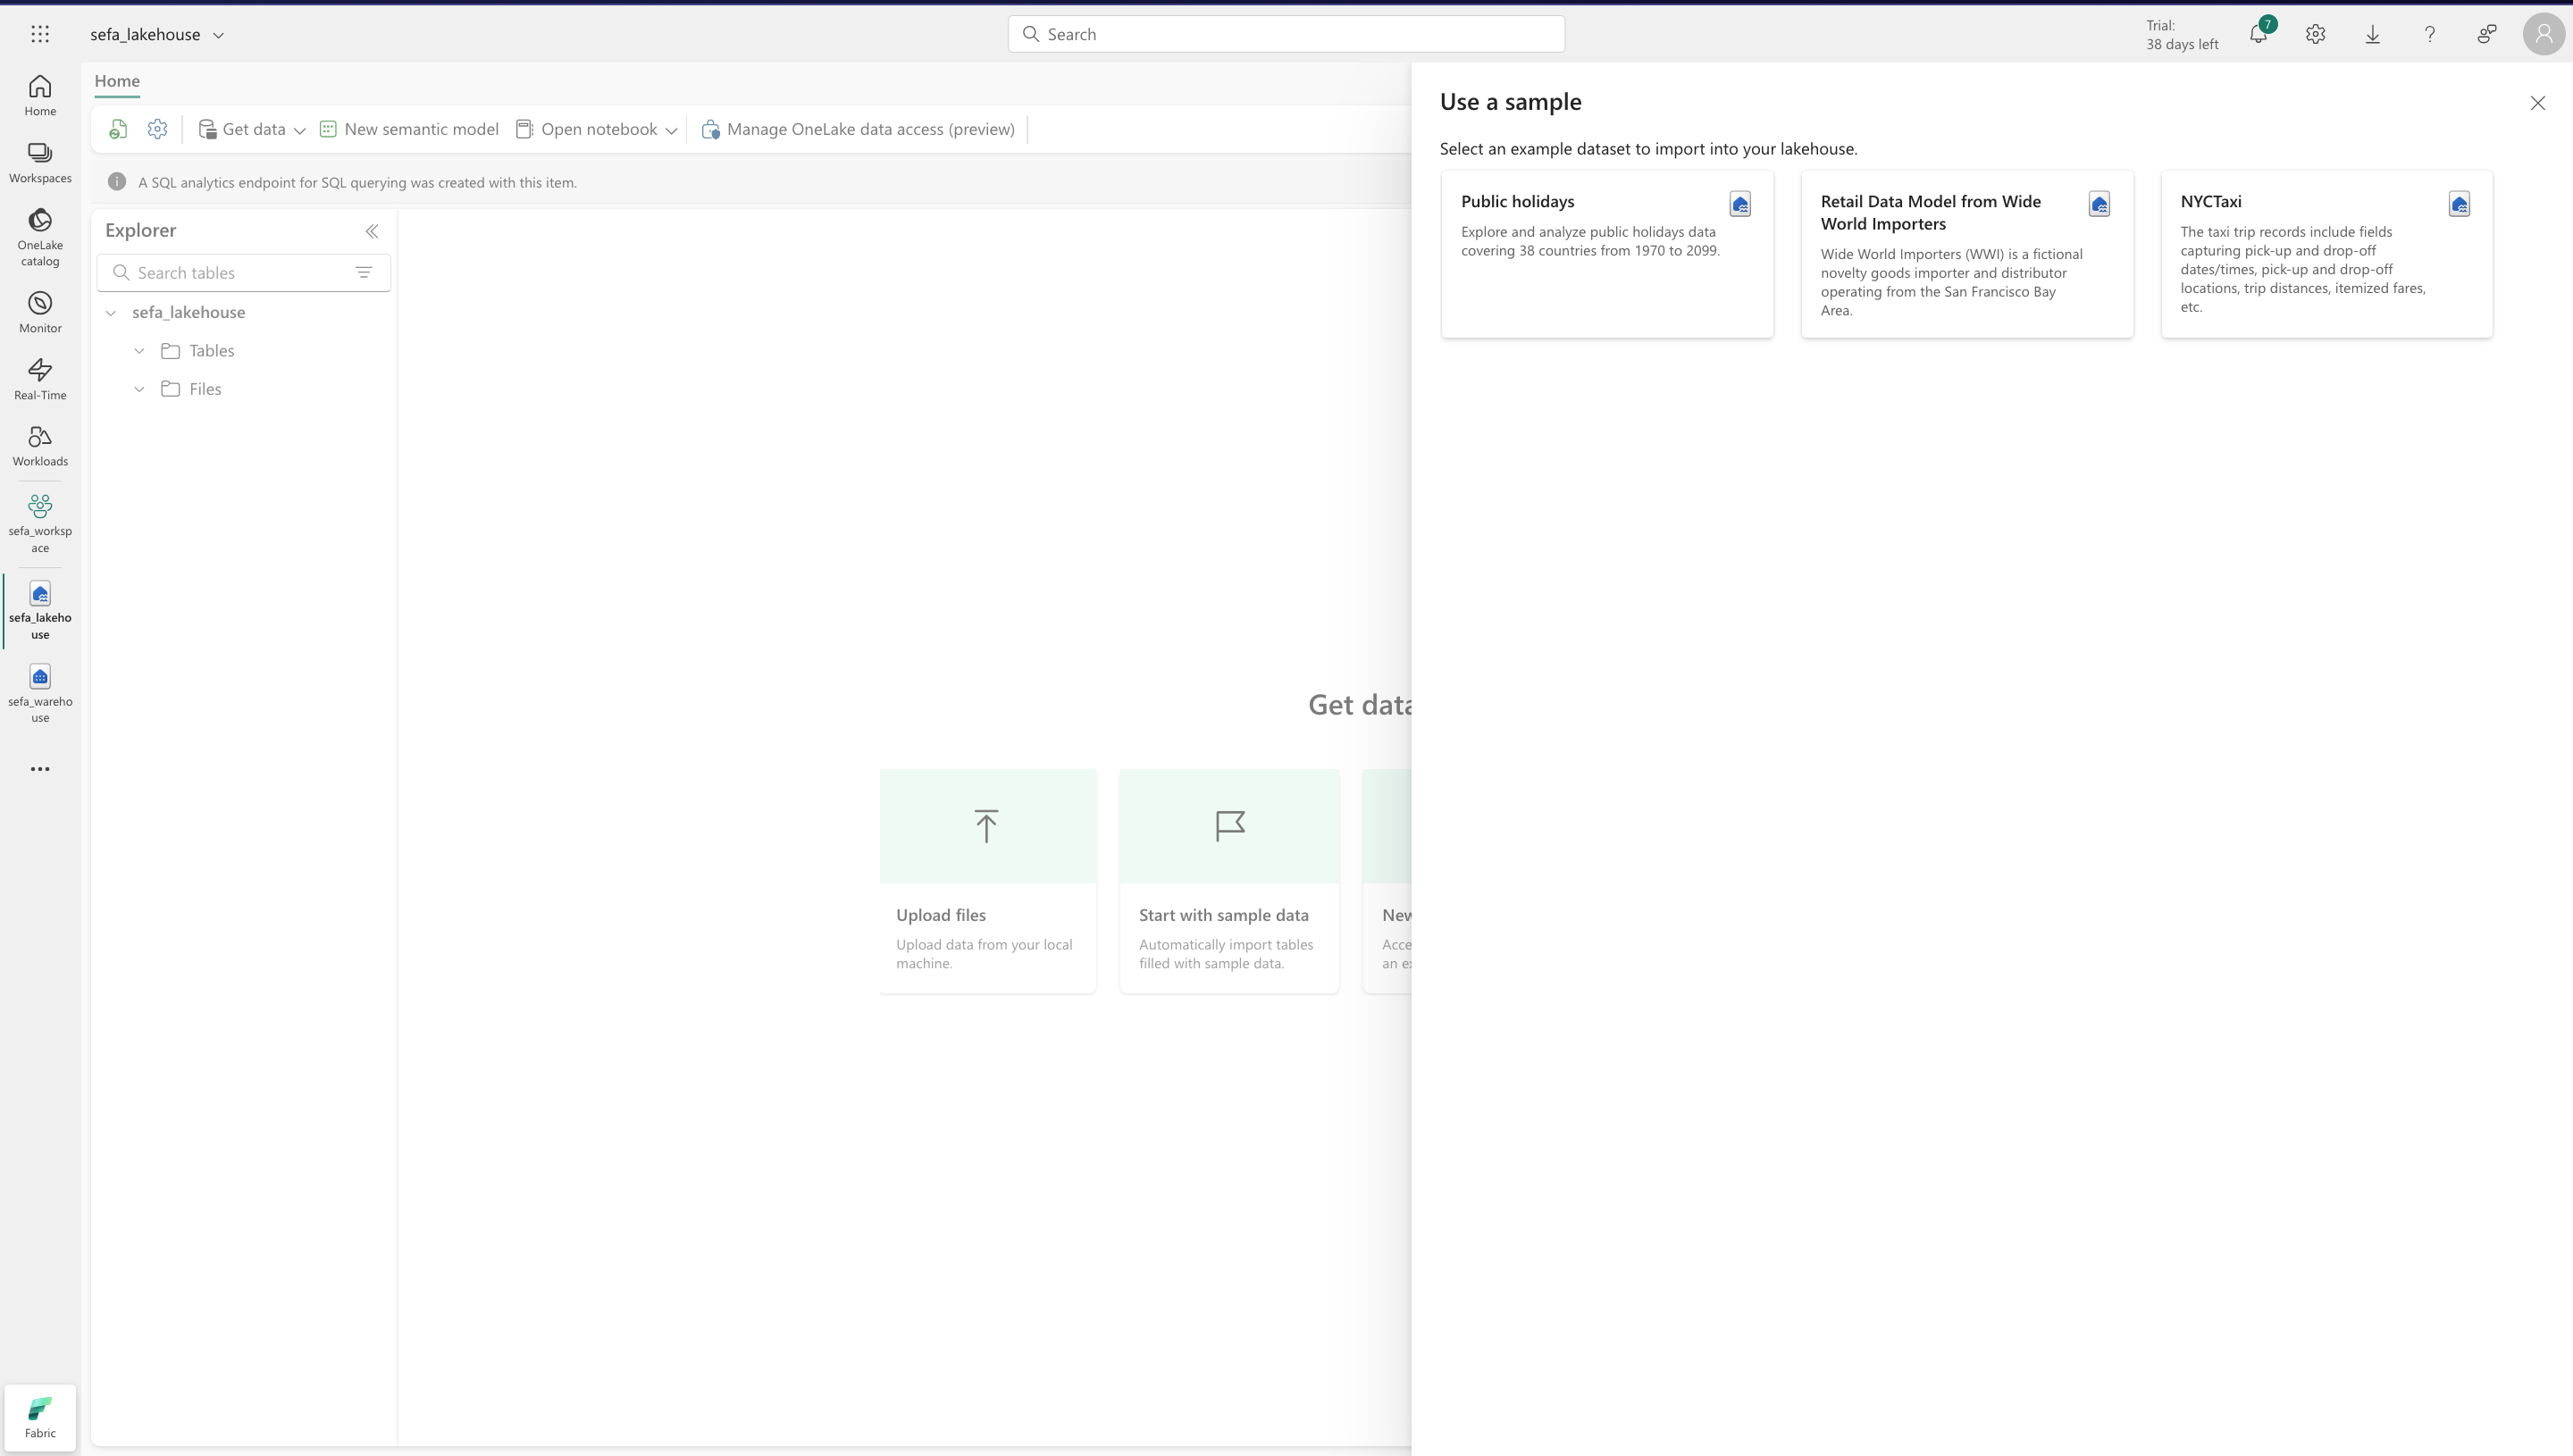 sefa_lakehouse
Search
Trial:
38 days left
7
Home
Workspaces
OneLake
catalog
Monitor
Real-Time
Workloads
sefa_worksp
ace
sefa_lakeho
use
sefa_wareho
use
Fabric
Home
Get data
New semantic model
Open notebook
Manage OneLake data access (preview)
A SQL analytics endpoint for SQL querying was created with this item.
Explorer
Search tables
sefa_lakehouse
Tables
Files
Get data
Upload files
Upload data from your local
machine.
Start with sample data
Automatically import tables
filled with sample data.
New
Acce
an e
Use a sample
Select an example dataset to import into your lakehouse.
Public holidays
Explore and analyze public holidays data
covering 38 countries from 1970 to 2099.
Retail Data Model from Wide
World Importers
Wide World Importers (WWI) is a fictional
novelty goods importer and distributor
operating from the San Francisco Bay
Area.
NYCTaxi
The taxi trip records include fields
capturing pick-up and drop-off
dates/times, pick-up and drop-off
locations, trip distances, itemized fares,
etc.